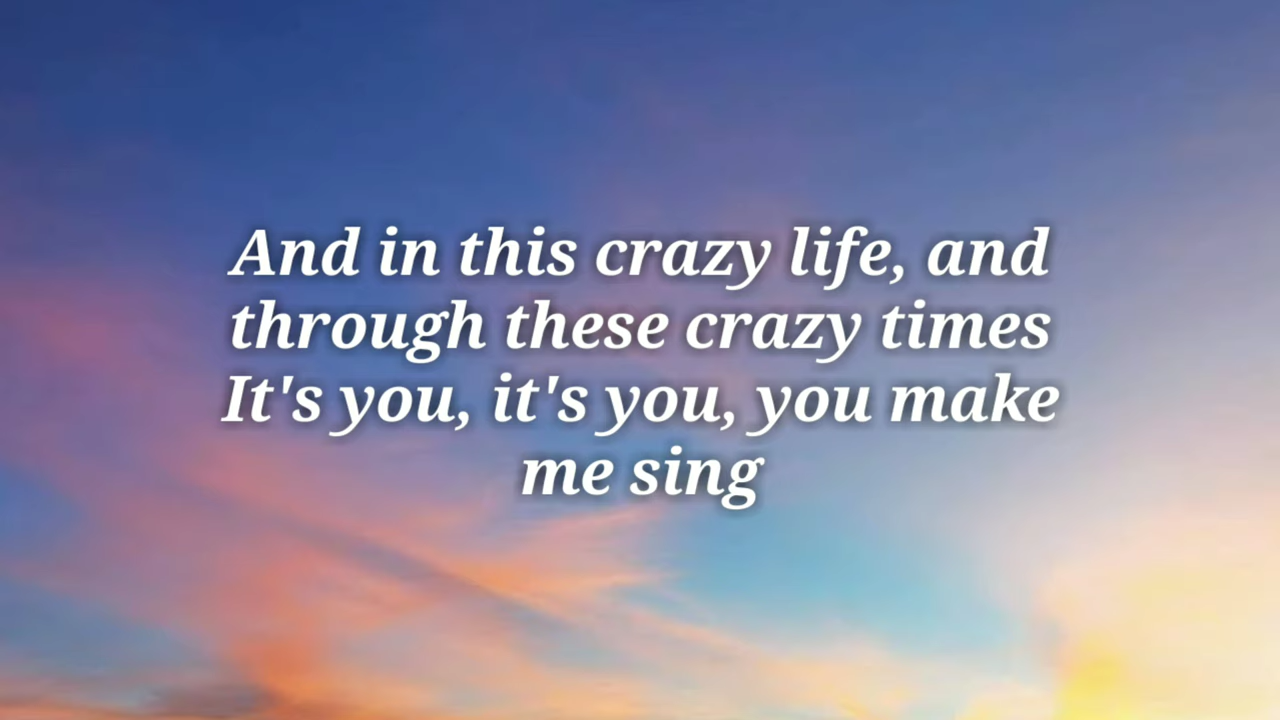 And in this crazy life, and
through these crazy times
It's you, it's you, you make
me sing